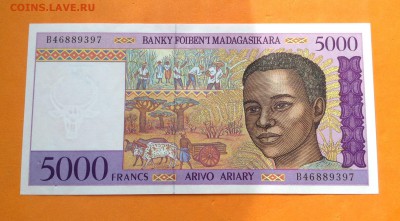 COINS.LAVE.RU
B46889397 BANKY FOIBEN'I MADAGASIKARA 5000
5000 FRANCS ARIVO ARIARY B46889397